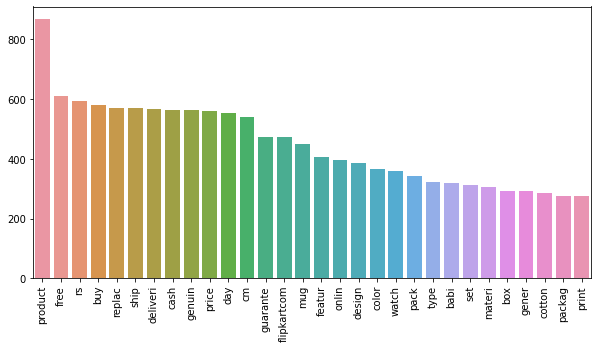 800
600
400
200
0
product
free
rs
buy
replac
ship
deliveri
cash
genuin
price
day
cm
guarante
flipkartcom
mug
featur
onlin
design
color
watch
pack
type
babi
set
materi
box
gener
cotton
packag
print